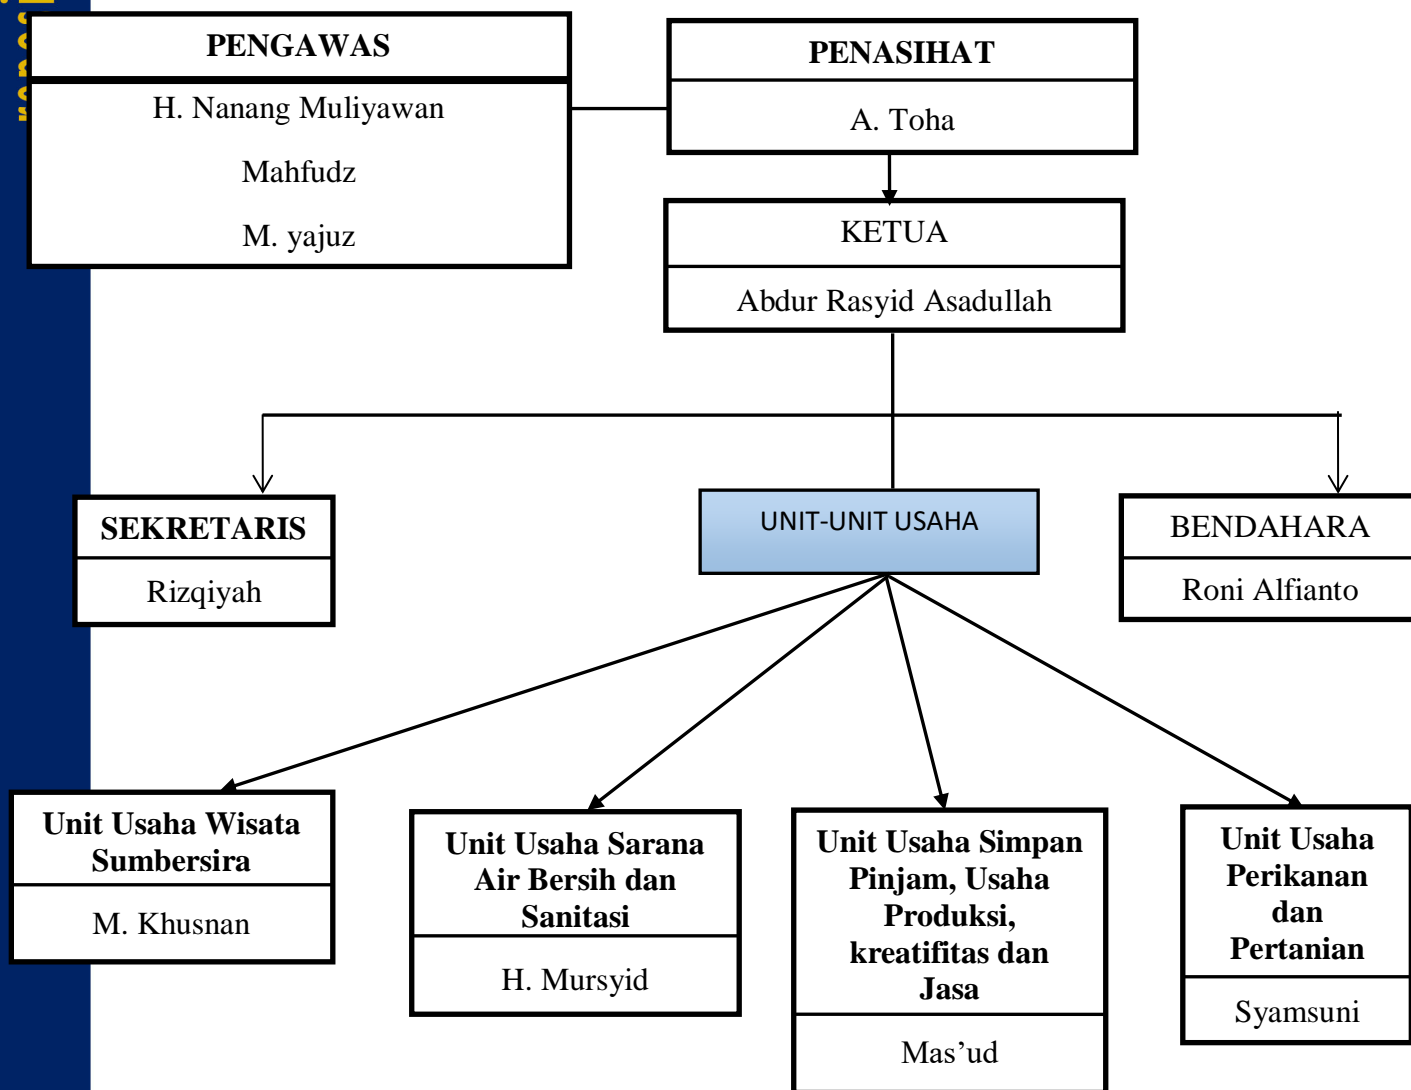 PENGAWAS
H. Nanang Muliyawan
Mahfudz
M. yajuz
PENASIHAT
A. Toha
KETUA
Abdur Rasyid Asadullah
SEKRETARIS
Rizqiyah
UNIT-UNIT USAHA
BENDAHARA
Roni Alfianto
Unit Usaha Wisata
Sumbersira
M. Khusnan
Unit Usaha Sarana
Air Bersih dan
Sanitasi
H. Mursyid
Unit Usaha Simpan
Pinjam, Usaha
Produksi,
kreatifitas dan
Jasa
Mas’ud
Unit Usaha
Perikanan
dan
Pertanian
Syamsuni